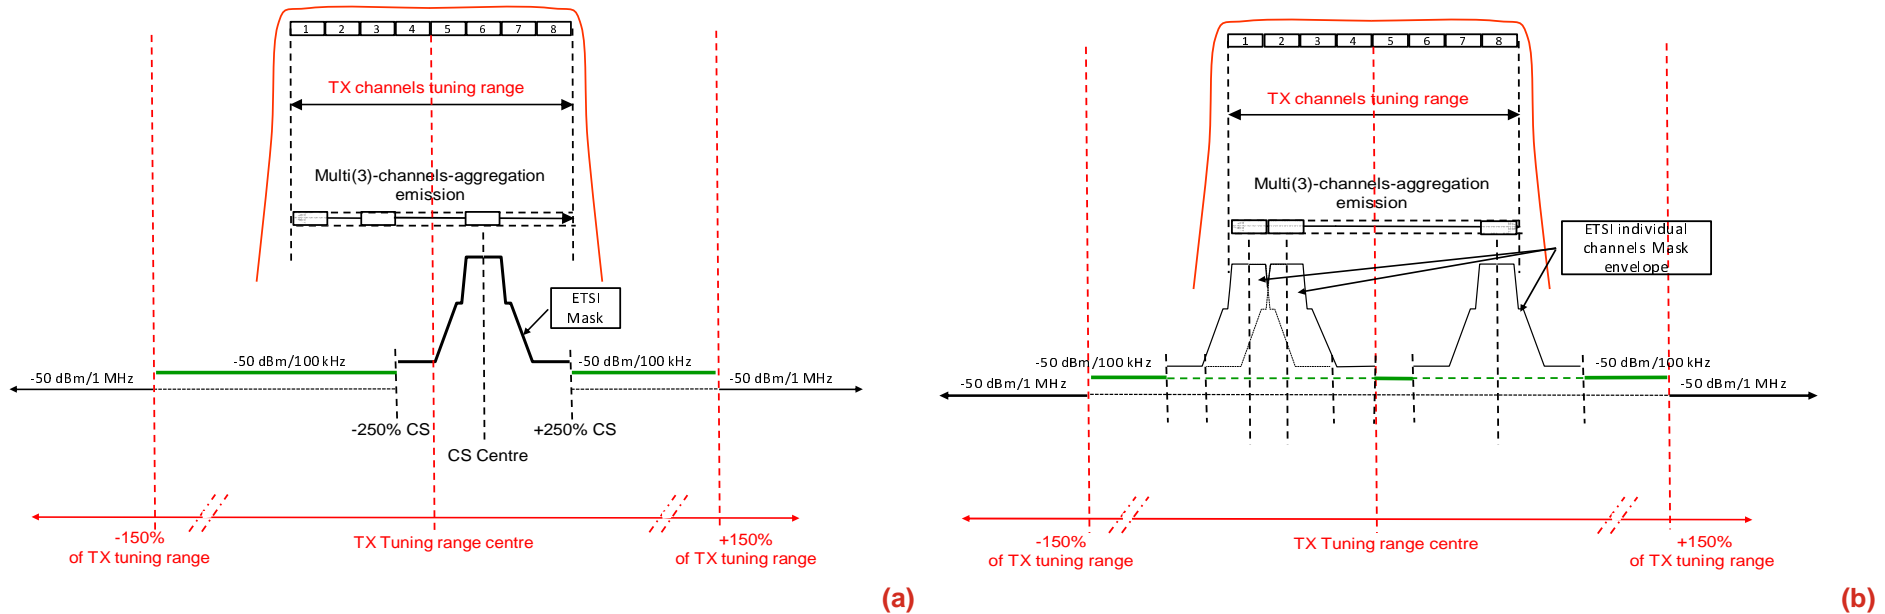 1 2 3 4 5 6 7 8
TX channels tuning range
Multi(3)-channels-aggregation
emission
ETSI
Mask
-50 dBm/100 kHz
-50 dBm/100 kHz
-50 dBm/1 MHz
-50 dBm/1 MHz
-250% CS
+250% CS
CS Centre
-150%
of TX tuning range
TX Tuning range centre
+150%
of TX tuning range
(a)
1 2 3 4 5 6 7 8
TX channels tuning range
Multi(3)-channels-aggregation
emission
ETSI individual
channels Mask
envelope
-50 dBm/100 kHz
-50 dBm/100 kHz
-50 dBm/1 MHz
-50 dBm/1 MHz
-150%
of TX tuning range
TX Tuning range centre
+150%
of TX tuning range
(b)